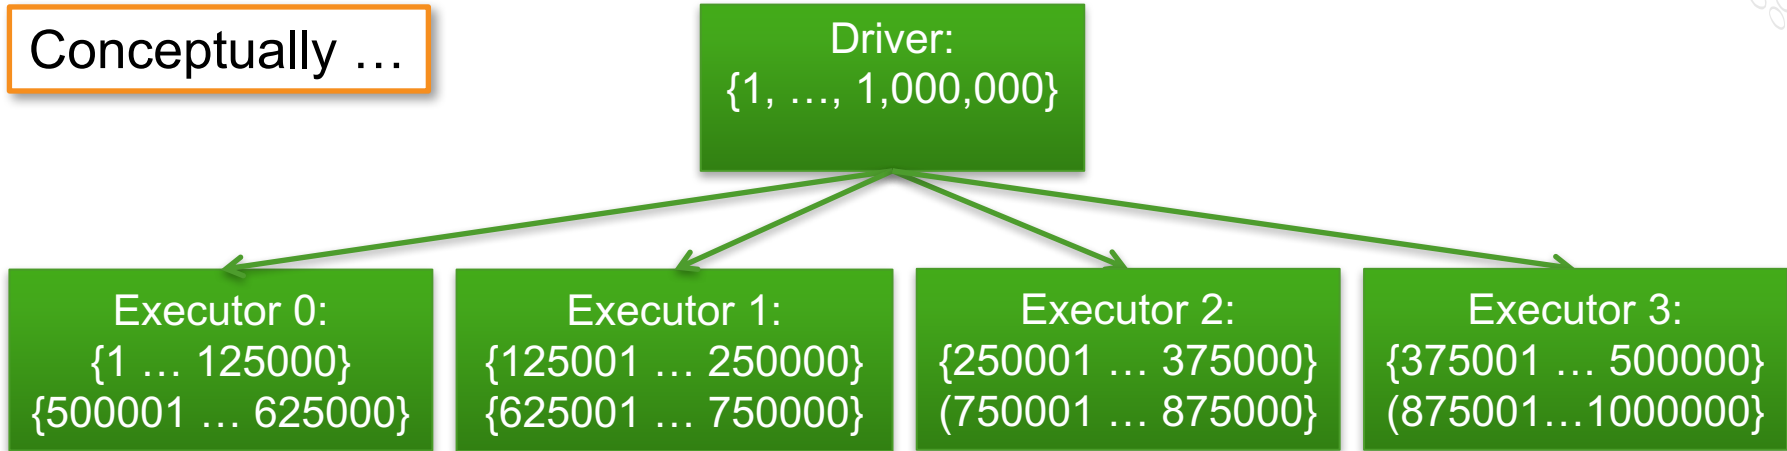 Conceptually …
Driver:
{1, …, 1,000,000}
Executor 0:
{1 … 125000}
{500001 … 625000}
Executor 1:
{125001 … 250000}
{625001 … 750000}
Executor 2:
{250001 … 375000}
(750001 … 875000}
Executor 3:
{375001 … 500000}
(875001…1000000}